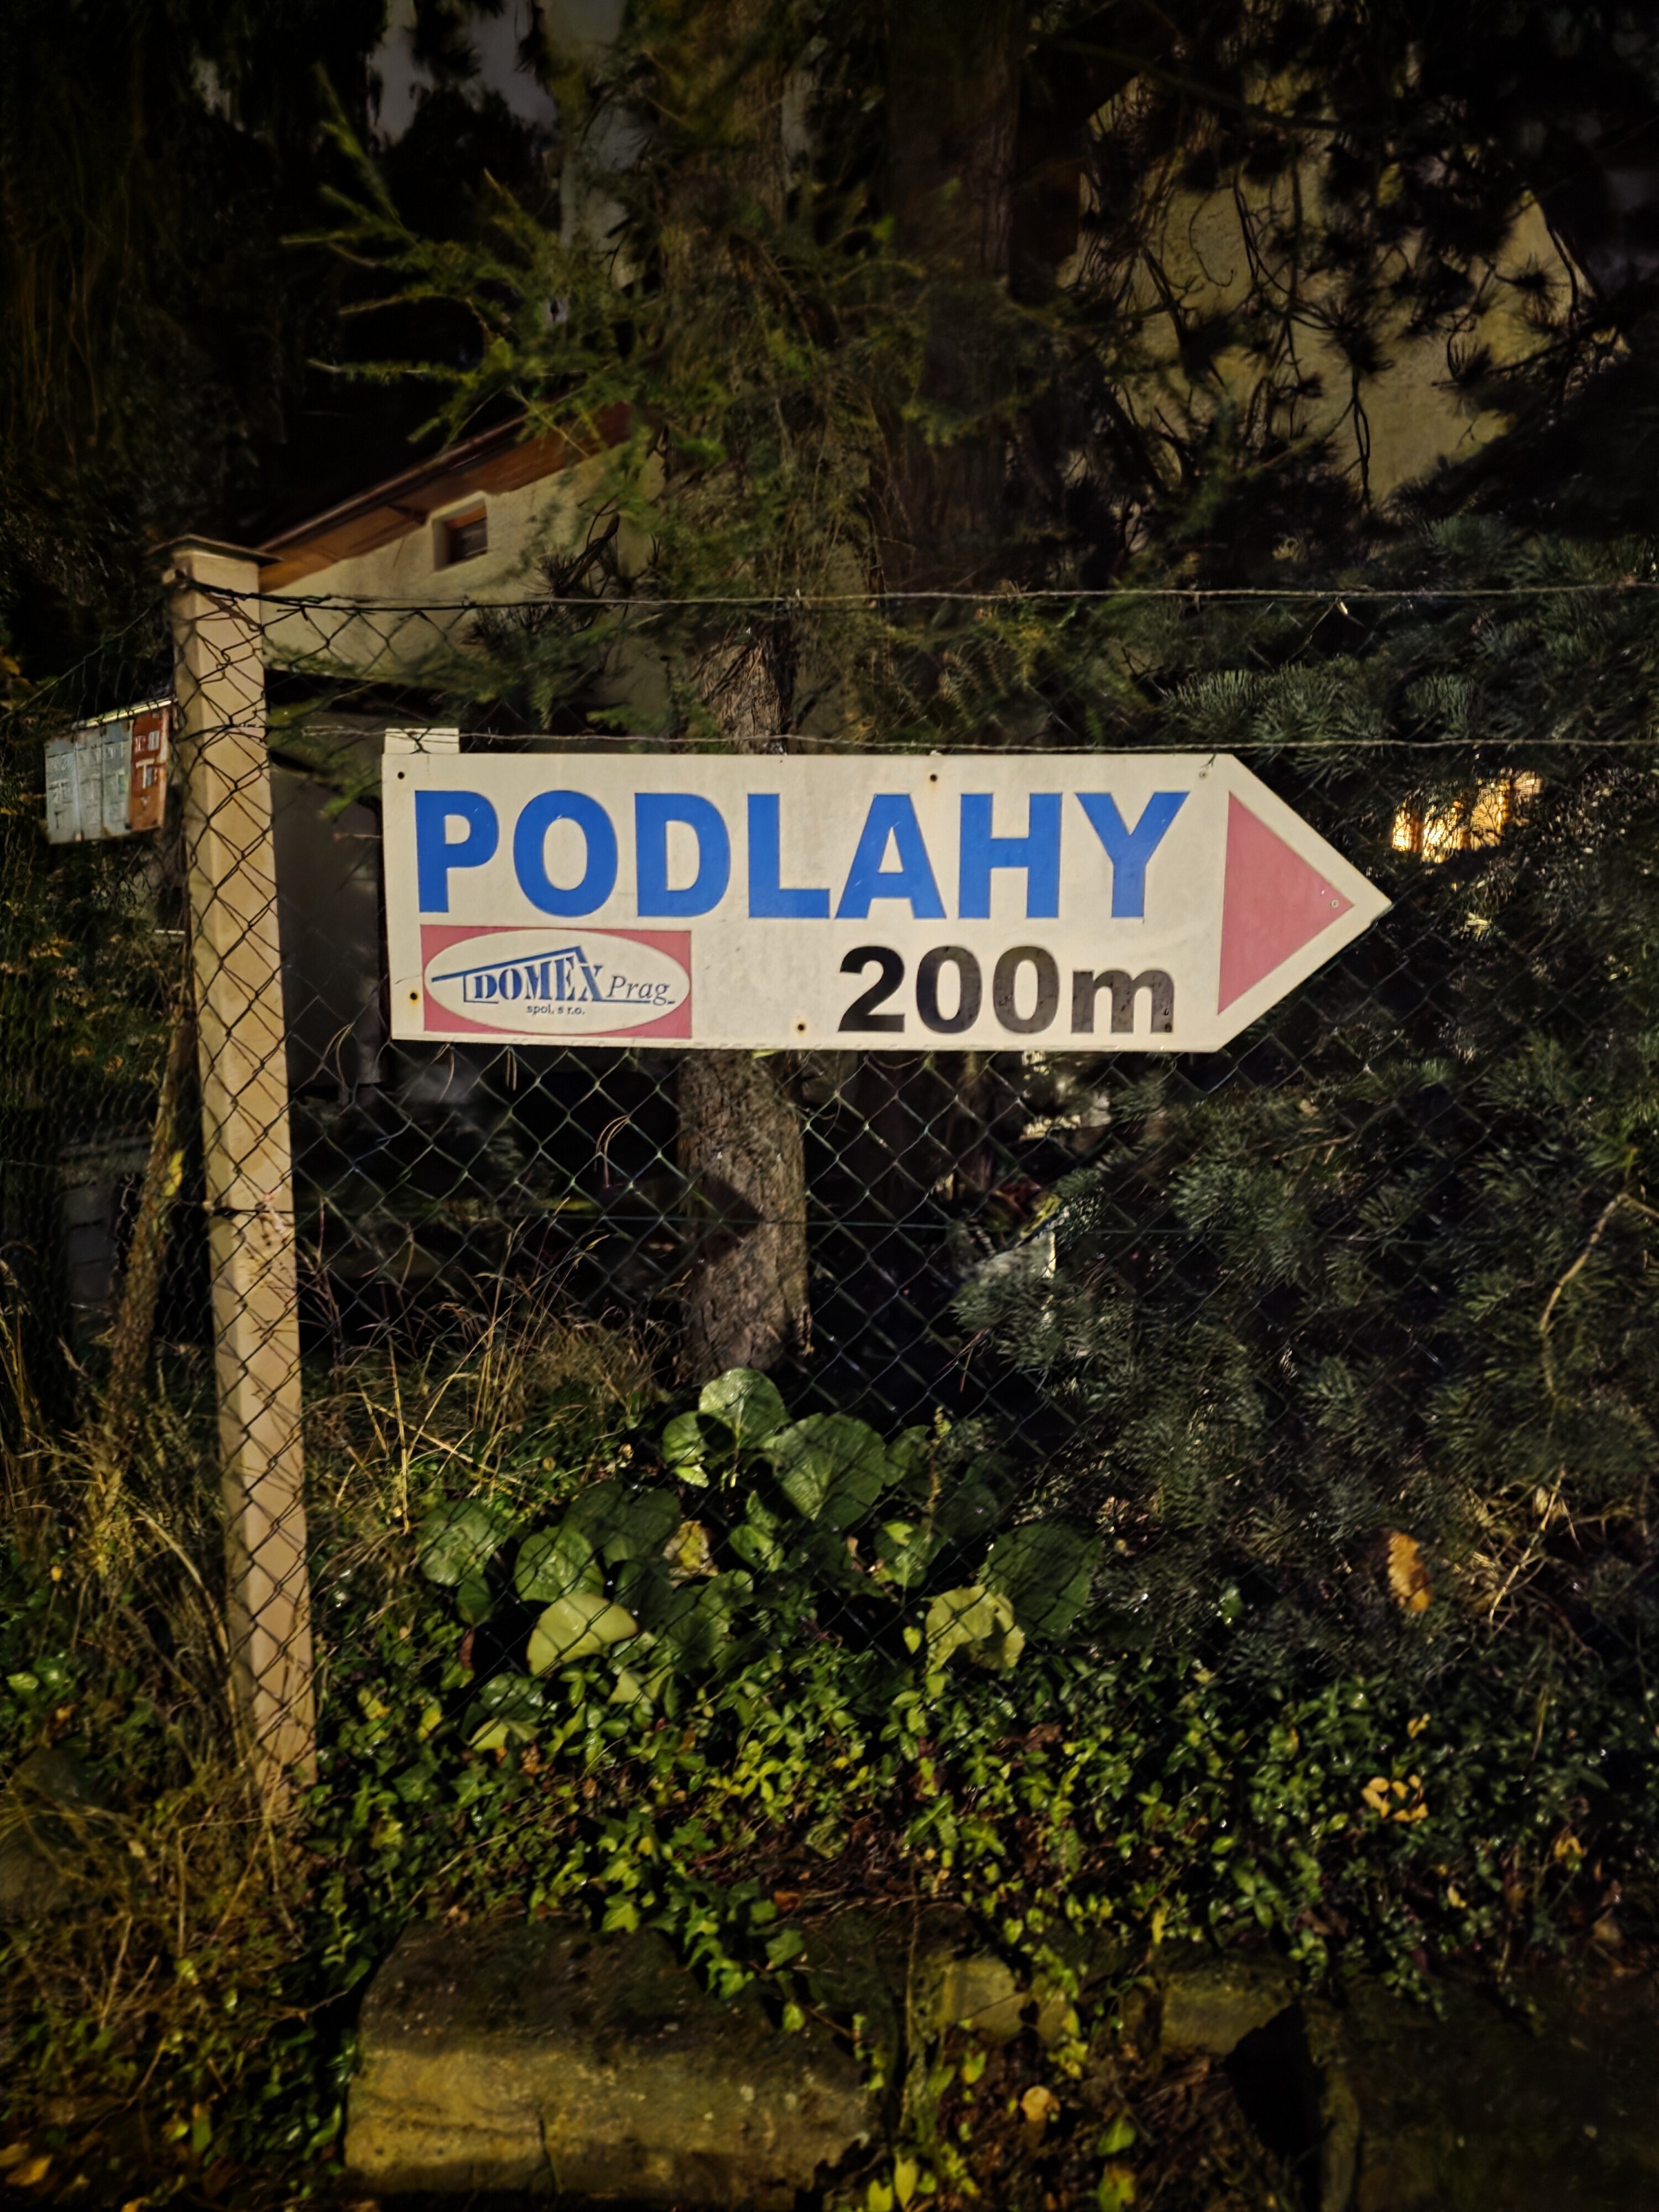 PODLAHY
DOMEX Prag
spol. s r.o.
200m